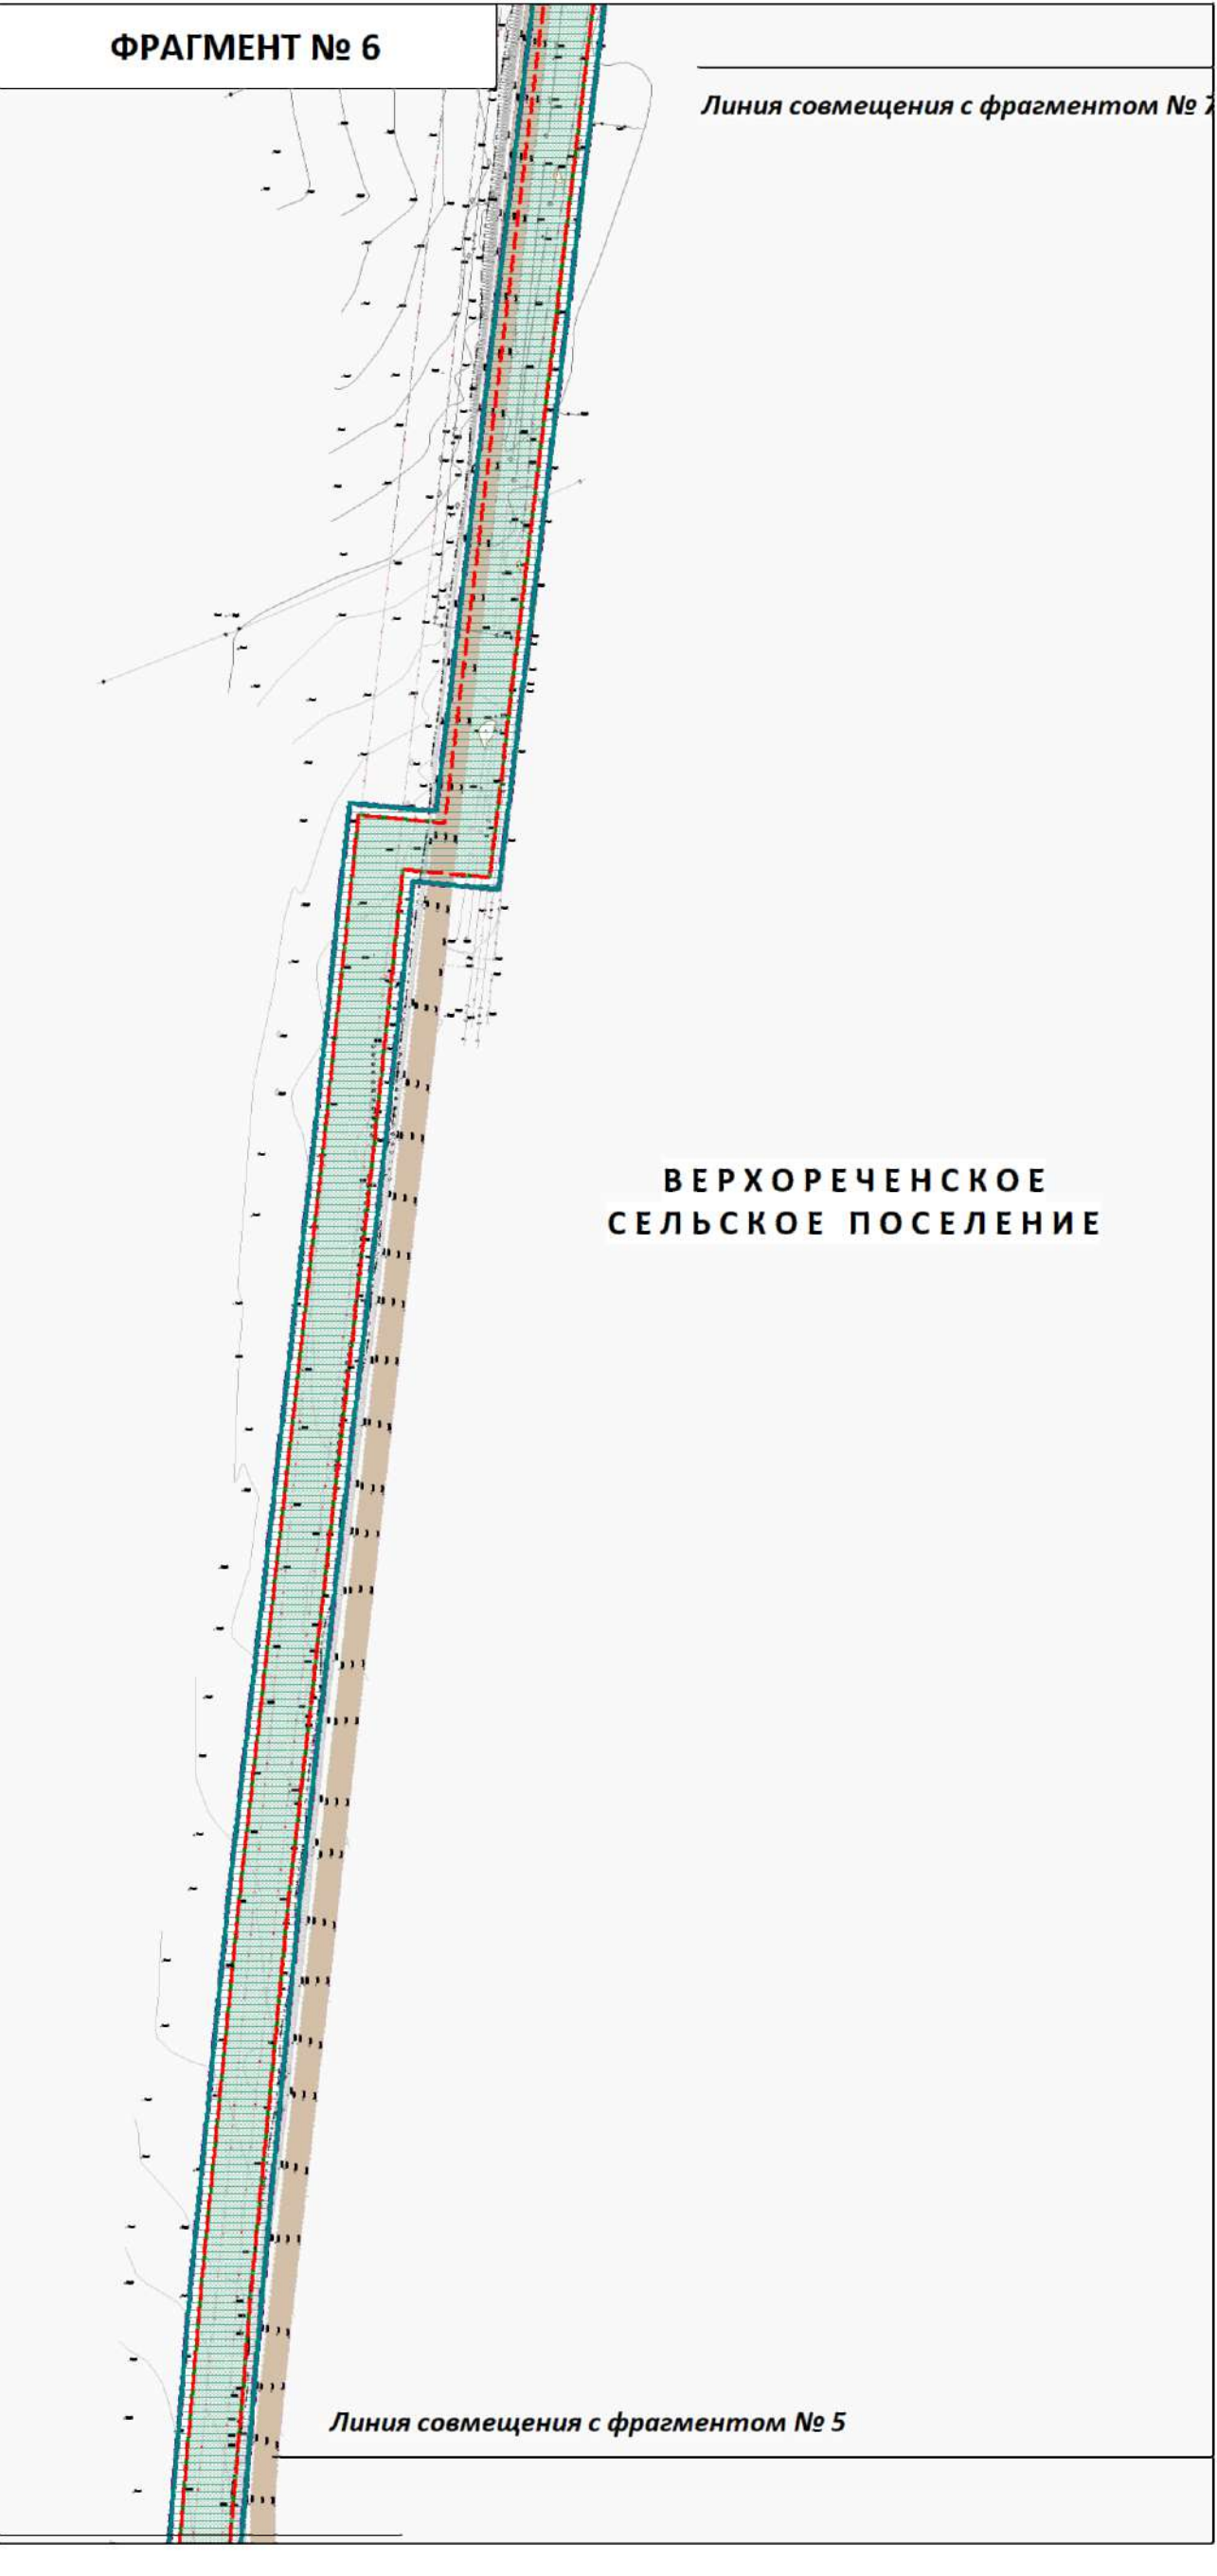 ФРАГМЕНТ № 6
Линия совмещения с фрагментом № 7
ВЕРХОРЕЧЕНСКОЕ
СЕЛЬСКОЕ ПОСЕЛЕНИЕ
Линия совмещения с фрагментом № 5